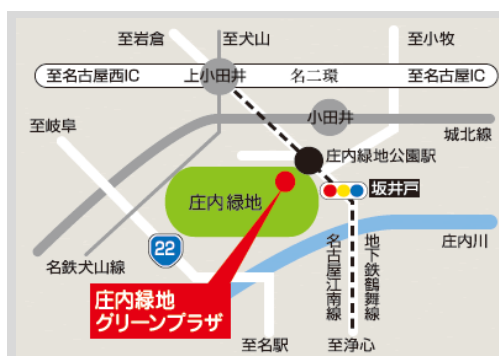 至岩倉
至犬山
至小牧
至名古屋西IC
上小田井
名二環
至名古屋IC
至岐阜
小田井
城北線
庄内緑地公園駅
坂井戸
庄内緑地
22
名鉄犬山線
名古屋江南線
地下鉄鶴舞線
庄内川
庄内緑地
グリーンプラザ
至名駅
至浄心